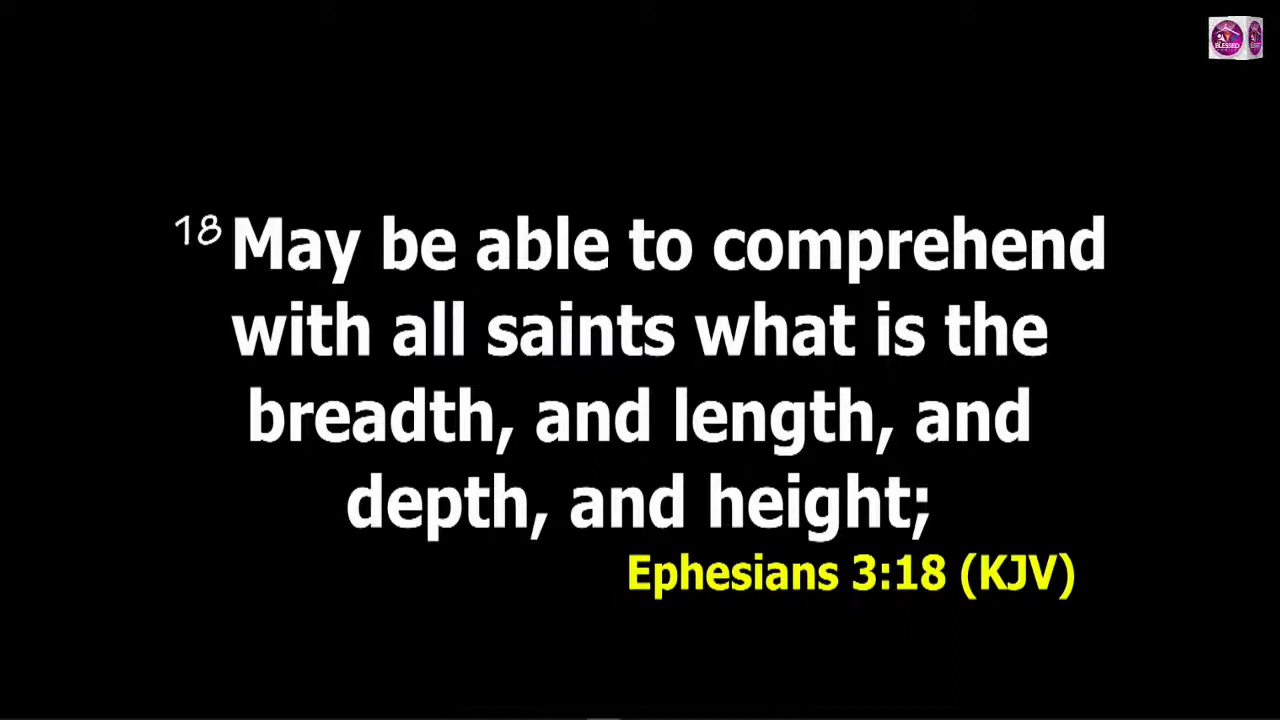 BLESSED
18 May be able to comprehend
with all saints what is the
breadth, and length, and
depth, and height;
Ephesians 3:18 (KJV)